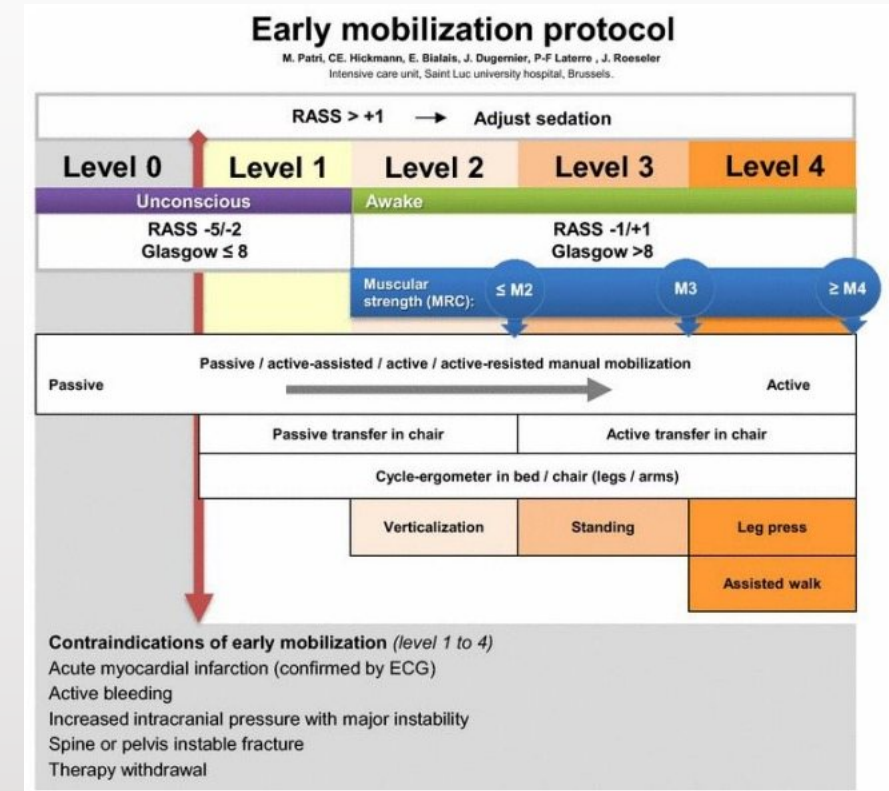 Early mobilization protocol
M. Patri, CE. Hickmann, E. Bialais, J. Dugernier, P-F Laterre , J. Roeseler
Intensive care unit, Saint Luc university hospital, Brussels.
RASS > +1 → Adjust sedation
Level 0 Level 1 Level 2 Level 3 Level 4
Unconscious Awake
RASS -5/-2 RASS -1/+1
Glasgow ≤ 8 Glasgow >8
Muscular
strength (MRC): ≤ M2 M3 ≥ M4
Passive / active-assisted / active / active-resisted manual mobilization
Passive Active
Passive transfer in chair Active transfer in chair
Cycle-ergometer in bed / chair (legs / arms)
Verticalization Standing Leg press
Assisted walk
Contraindications of early mobilization (level 1 to 4)
Acute myocardial infarction (confirmed by ECG)
Active bleeding
Increased intracranial pressure with major instability
Spine or pelvis instable fracture
Therapy withdrawal